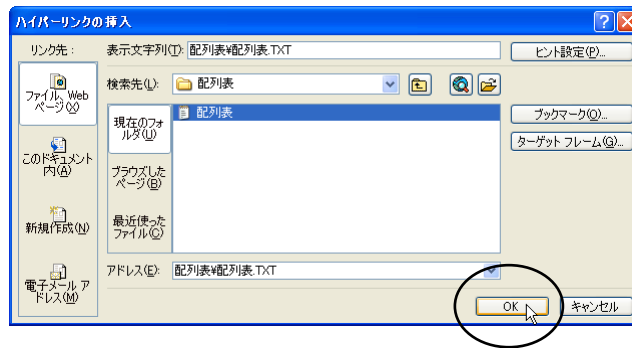 ハイパーリンクの挿入
リンク先：
表示文字列(T): 配列表¥配列表.TXT
ヒント設定(P)...
ファイル、Web
ページ(X)
検索先(L):
配列表
現在のフォ
ルダ(U)
配列表
ブックマーク(O)...
ターゲット フレーム(G)...
このドキュメント
内(A)
ブラウズした
ページ(B)
新規作成(N)
最近使った
ファイル(C)
電子メール ア
ドレス(M)
アドレス(E):
配列表¥配列表.TXT
OK
キャンセル